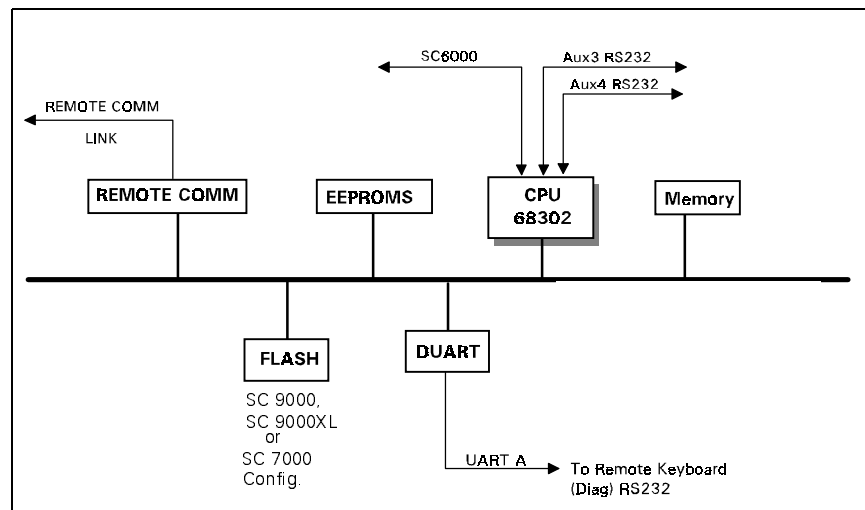 SC6000
Aux3 RS232
Aux4 RS232
REMOTE COMM
LINK
REMOTE COMM
EEPROMS
CPU
68302
Memory
FLASH
DUART
SC 9000,
SC 9000XL
or
SC 7000
Config.
UART A
To Remote Keyboard
(Diag) RS232